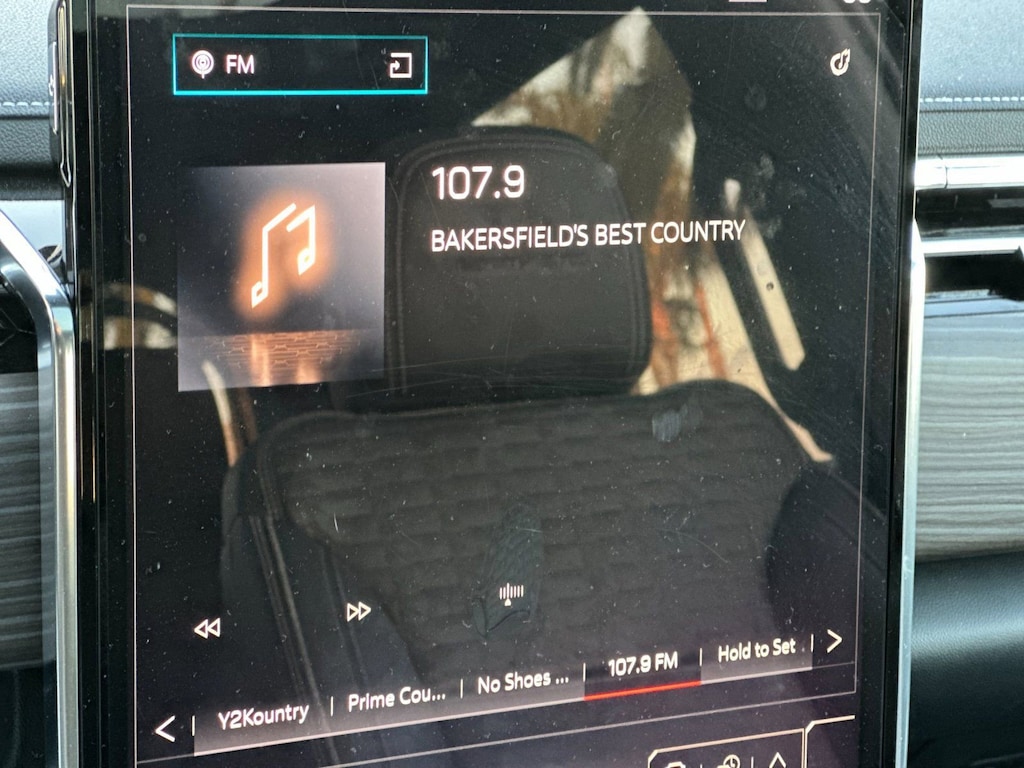 FM
107.9
BAKERSFIELD'S BEST COUNTRY
Y2Kountry
Prime Cou...
No Shoes ...
107.9 FM
Hold to Set